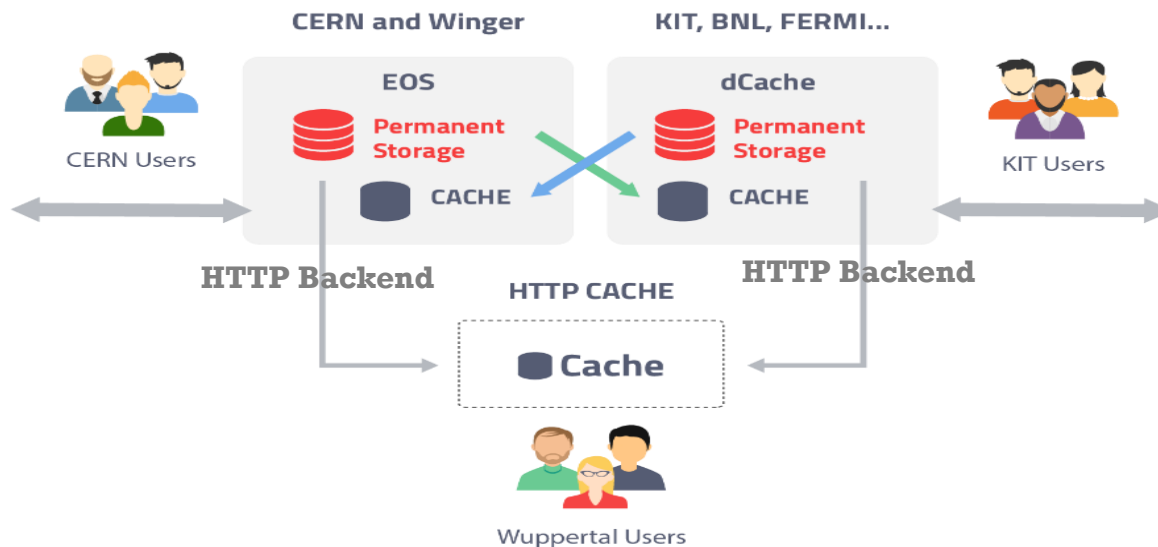 CERN and Winger
KIT, BNL, FERMI...
EOS
dCache
Permanent
Storage
Permanent
Storage
CERN Users
KIT Users
CACHE
CACHE
HTTP Backend
HTTP Backend
HTTP CACHE
Cache
Wuppertal Users